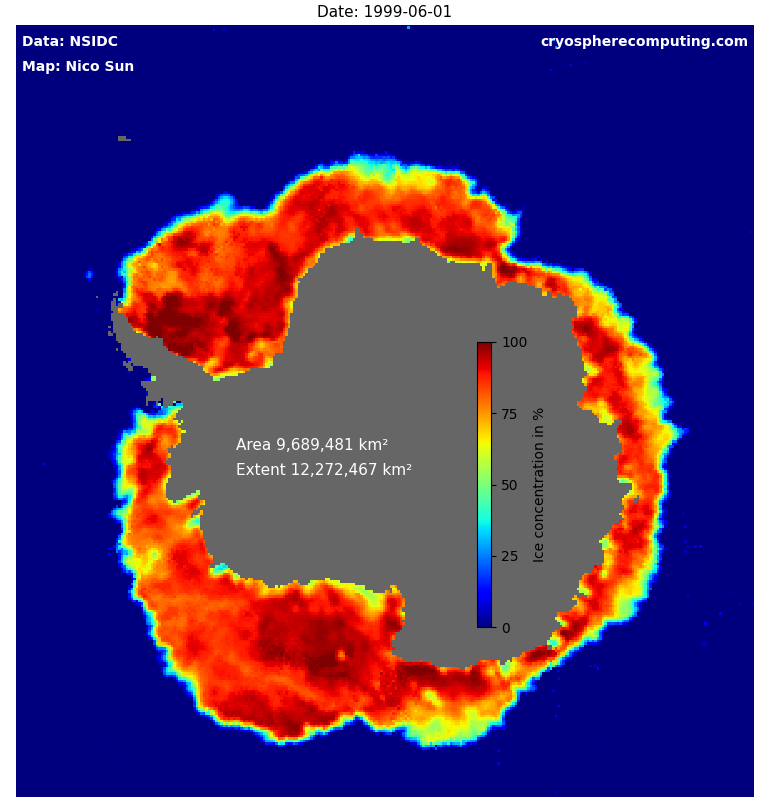 Date: 1999-06-01
Data: NSIDC
cryospherecomputing.com
Map: Nico Sun
100
75
50
25
0
Ice concentration in %
Area 9,689,481 km²
Extent 12,272,467 km²